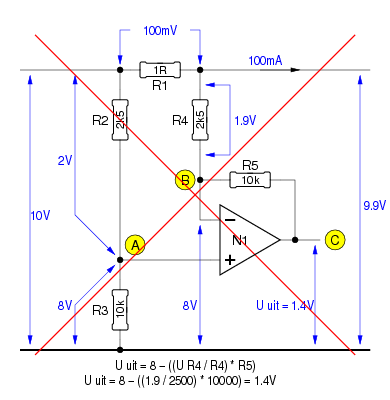 100mV
100mA
1R
R1
R2
2k5
R4
2k5
1.9V
2V
R5
10k
B
10V
9.9V
A
N1
C
R3
10k
8V
8V
U uit = 1.4V
U uit = 8 – ((U R4 / R4) * R5)
U uit = 8 – ((1.9 / 2500) * 10000) = 1.4V